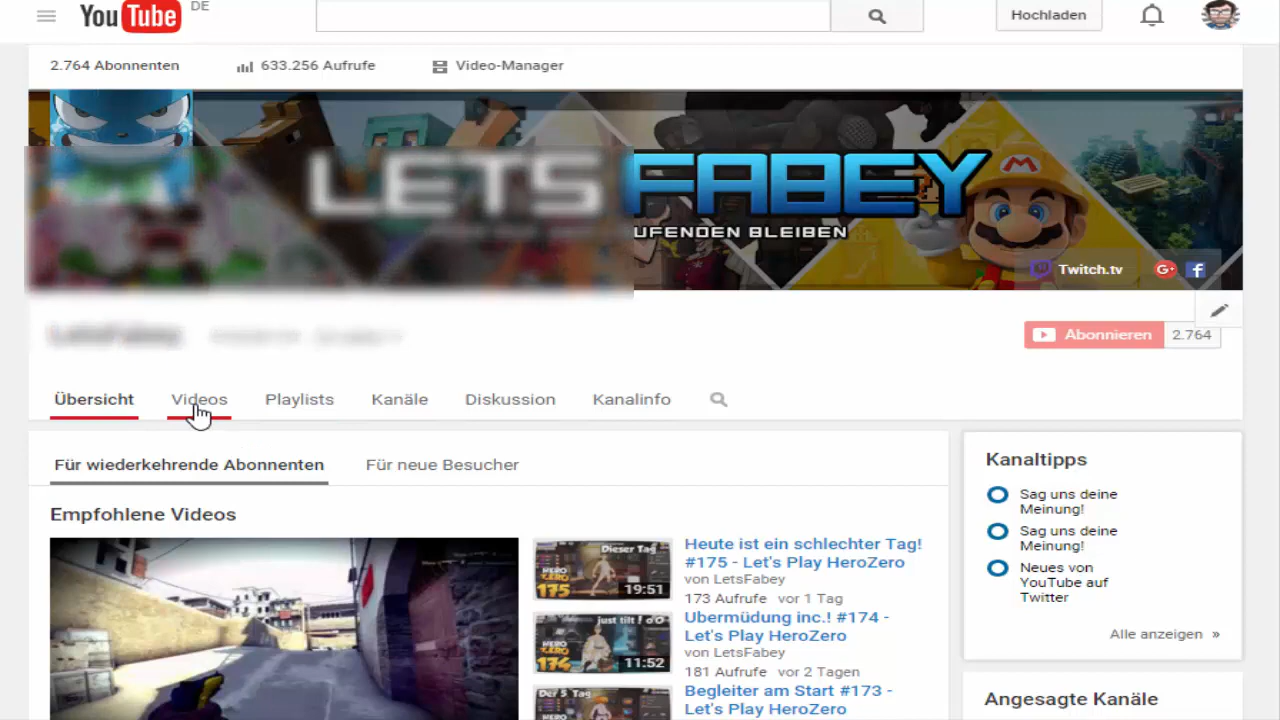 YouTube DE
Hochladen
2.764 Abonnenten 633.256 Aufrufe Video-Manager
LETS FABEY
UFENDEN BLEIBEN
Twitch.tv
LetsFabey
Abonnieren 2.764
Übersicht Videos Playlists Kanäle Diskussion Kanalinfo
Für wiederkehrende Abonnenten Für neue Besucher
Empfohlene Videos
Dieser Tag
HERO
ZERO
175
19:51
Heute ist ein schlechter Tag!
#175 - Let's Play HeroZero
von LetsFabey
173 Aufrufe vor 1 Tag
just tilt! o'O
HERO
ZERO
174
11:52
Übermüdung inc.! #174 -
Let's Play HeroZero
von LetsFabey
181 Aufrufe vor 2 Tagen
Der 5 Tag
Begleiter am Start #173 -
Let's Play HeroZero
Kanaltipps
Sag uns deine
Meinung!
Sag uns deine
Meinung!
Neues von
YouTube auf
Twitter
Alle anzeigen »
Angesagte Kanäle